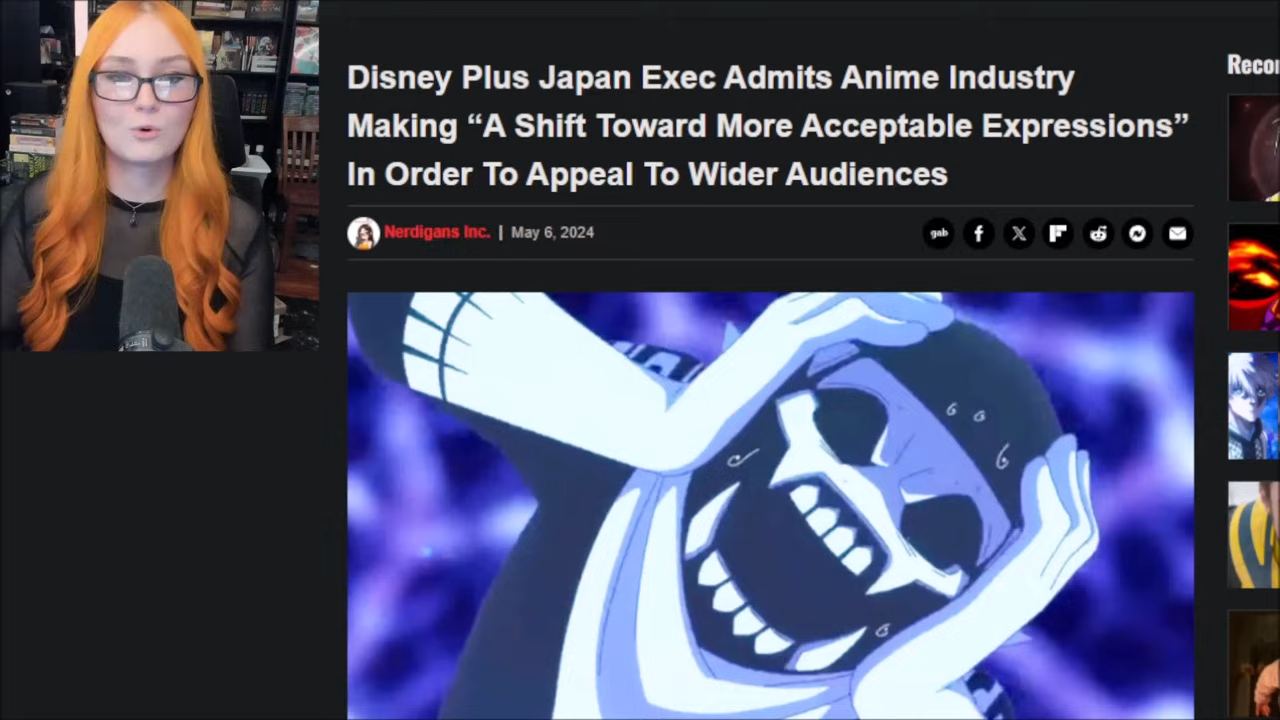 Disney Plus Japan Exec Admits Anime Industry
Making “A Shift Toward More Acceptable Expressions”
In Order To Appeal To Wider Audiences
Nerdigans Inc. | May 6, 2024
gab